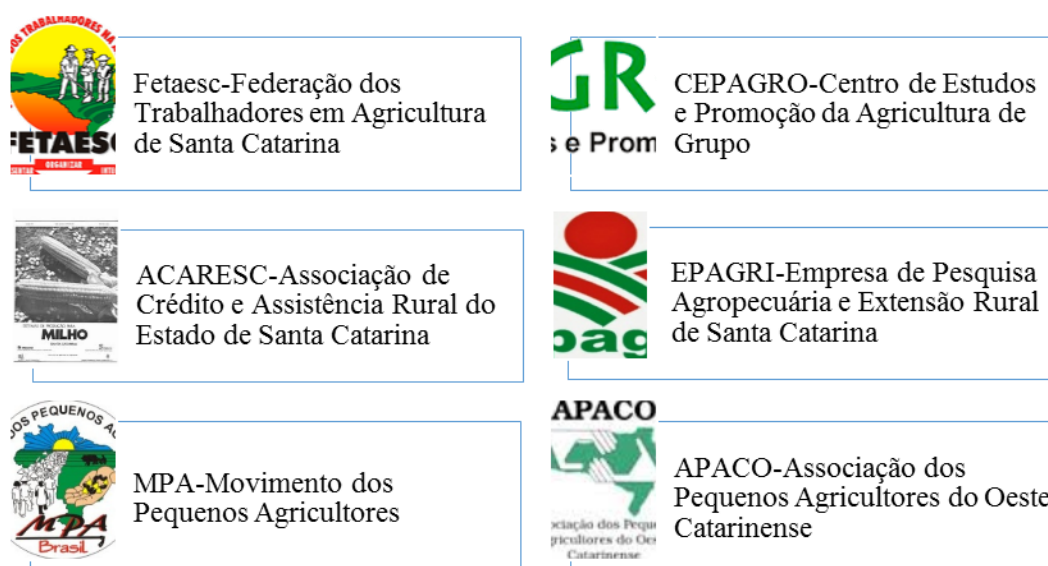 DOS TRABALHADORES NA
FETAESC
ORGANIZAR
Fetaesc-Federação dos
Trabalhadores em Agricultura
de Santa Catarina
GR
s e Prom
CEPAGRO-Centro de Estudos
e Promoção da Agricultura de
Grupo
MILHO
ACARESC-Associação de
Crédito e Assistência Rural do
Estado de Santa Catarina
pag
EPAGRI-Empresa de Pesquisa
Agropecuária e Extensão Rural
de Santa Catarina
DOS PEQUENOS AG
MPA
Brasil
MPA-Movimento dos
Pequenos Agricultores
APACO
ociação dos Peque
gricultores do Oes
Catarinense
APACO-Associação dos
Pequenos Agricultores do Oeste
Catarinense